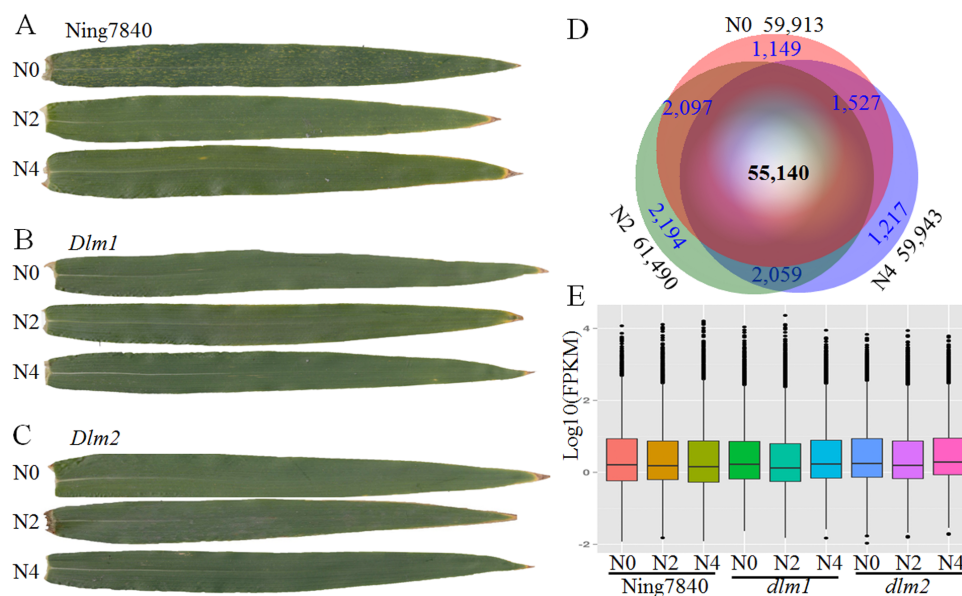 A
Ning7840
N0
N2
N4
B
Dlm1
N0
N2
N4
C
Dlm2
N0
N2
N4
D
N0 59,913
1,149
2,097
1,527
55,140
2,194
1,217
N2 61,490
2,059
N4 59,943
E
Log10(FPKM)
4
2
0
-2
N0 N2 N4 N0 N2 N4 N0 N2 N4
Ning7840 dlm1 dlm2